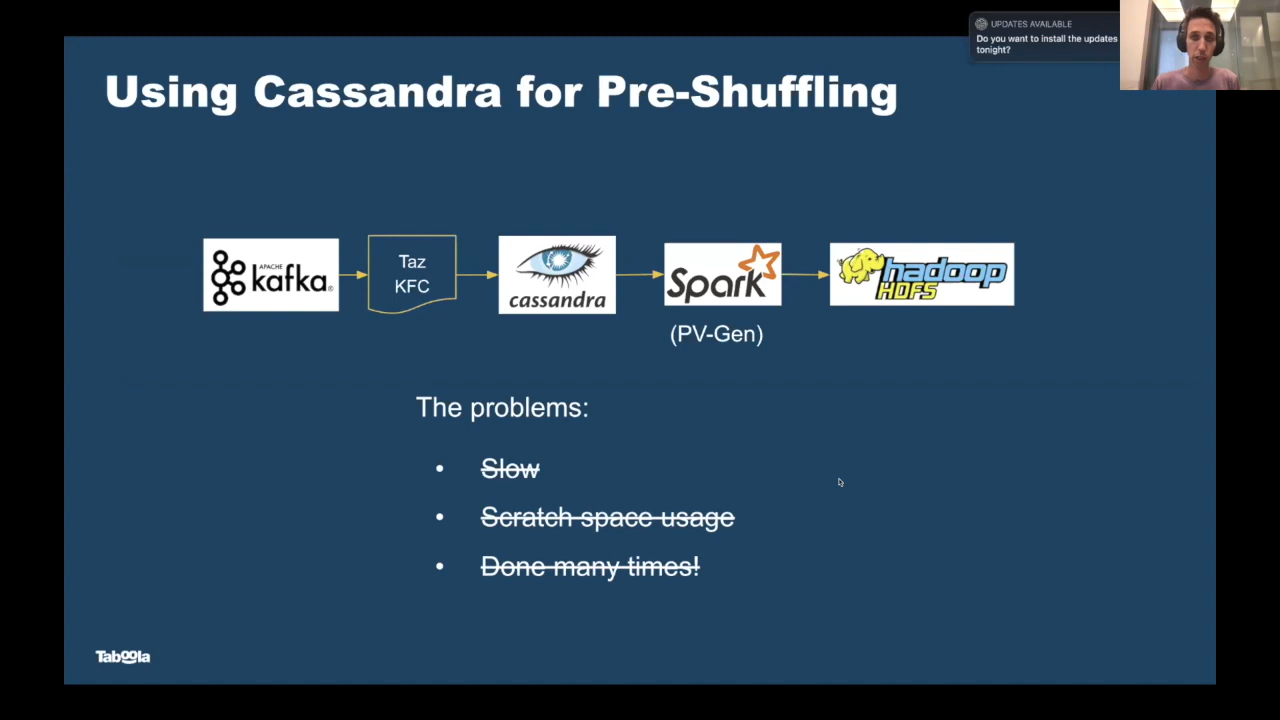 UPDATES AVAILABLE
Do you want to install the updates
tonight?
Using Cassandra for Pre-Shuffling
APACHE
kafka®
Taz
KFC
cassandra
Spark
hadoop
HDFS
(PV-Gen)
The problems:
• Slow
• Scratch space usage
• Done many times!
Taboola